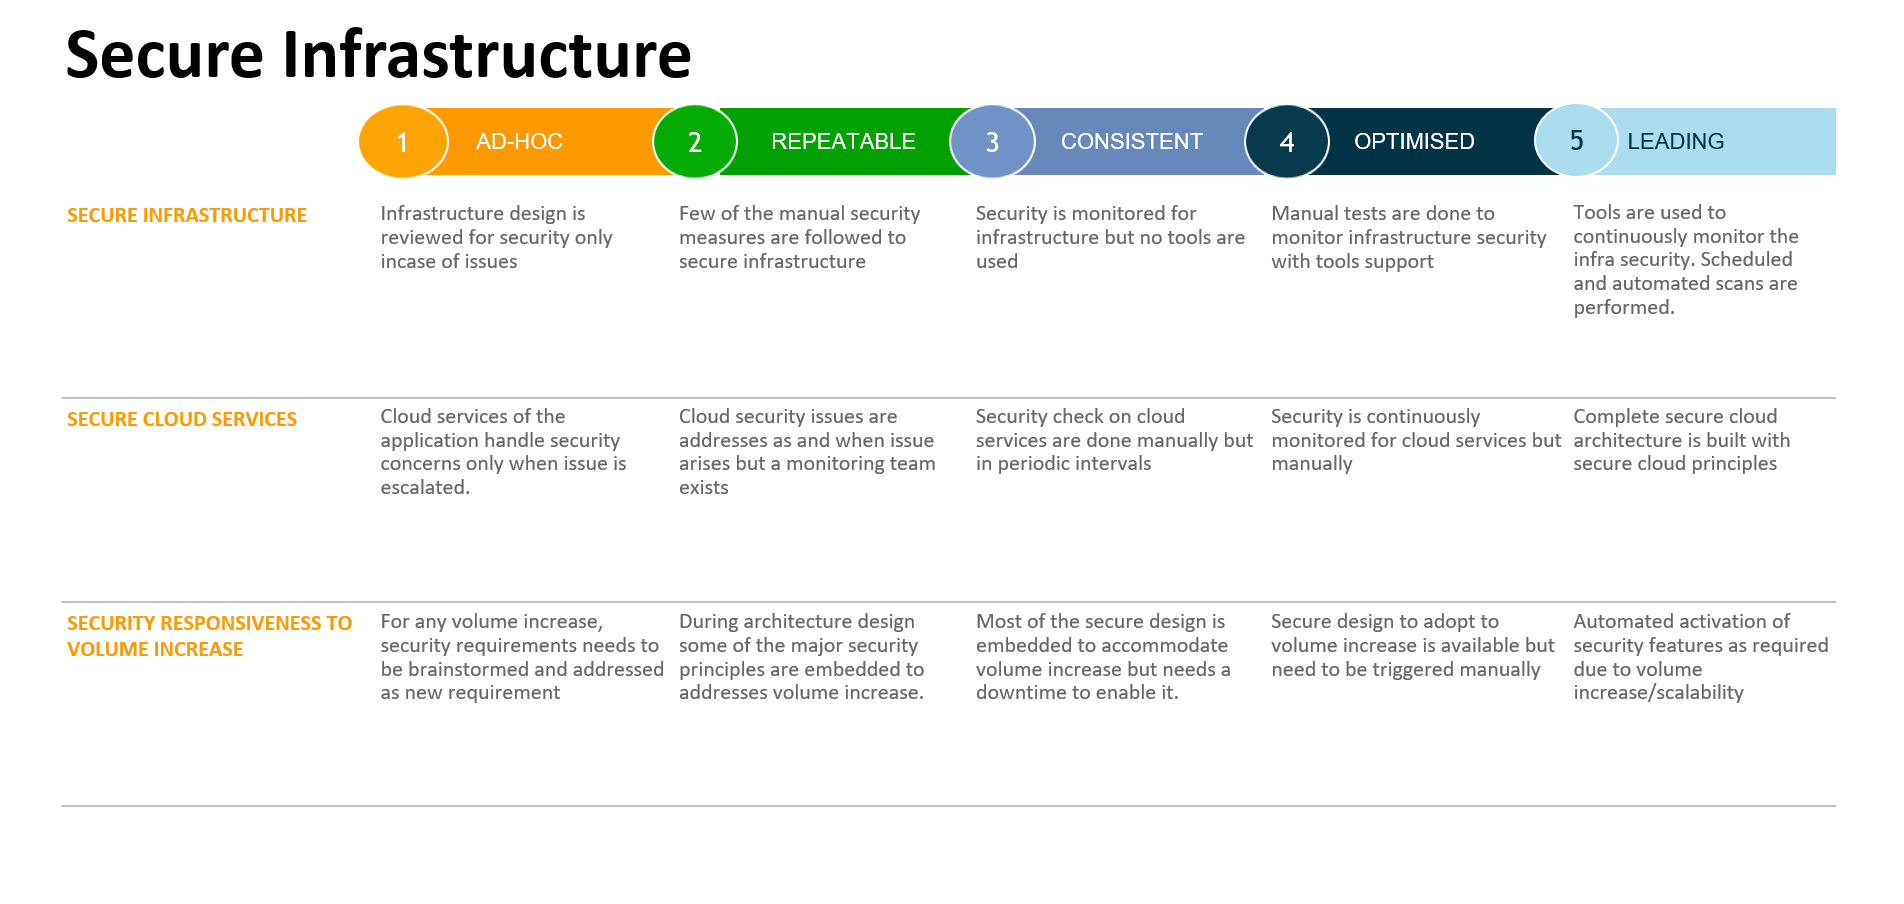 Secure Infrastructure
1 AD-HOC 2 REPEATABLE 3 CONSISTENT 4 OPTIMISED 5 LEADING
SECURE INFRASTRUCTURE
Infrastructure design is
reviewed for security only
incase of issues
Few of the manual security
measures are followed to
secure infrastructure
Security is monitored for
infrastructure but no tools are
used
Manual tests are done to
monitor infrastructure security
with tools support
Tools are used to
continuously monitor the
infra security. Scheduled
and automated scans are
performed.
SECURE CLOUD SERVICES
Cloud services of the
application handle security
concerns only when issue is
escalated.
Cloud security issues are
addresses as and when issue
arises but a monitoring team
exists
Security check on cloud
services are done manually but
in periodic intervals
Security is continuously
monitored for cloud services but
manually
Complete secure cloud
architecture is built with
secure cloud principles
SECURITY RESPONSIVENESS TO
VOLUME INCREASE
For any volume increase,
security requirements needs to
be brainstormed and addressed
as new requirement
During architecture design
some of the major security
principles are embedded to
addresses volume increase.
Most of the secure design is
embedded to accommodate
volume increase but needs a
downtime to enable it.
Secure design to adopt to
volume increase is available but
need to be triggered manually
Automated activation of
security features as required
due to volume
increase/scalability